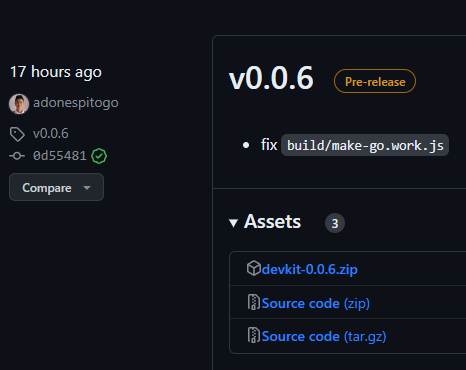 17 hours ago
adonespitogo
v0.0.6
0d55481
Compare
v0.0.6 Pre-release
fix build/make-go.work.js
Assets 3
devkit-0.0.6.zip
Source code (zip)
Source code (tar.gz)